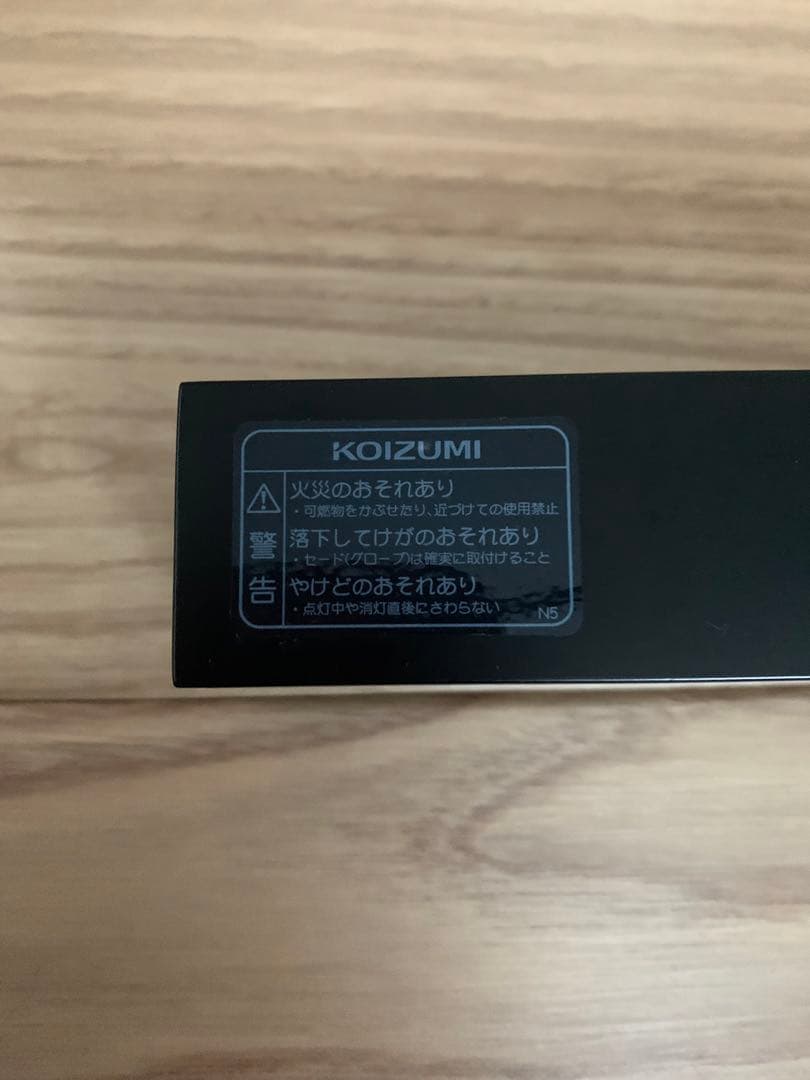 KOIZUMI
⚠警告
火災のおそれあり
・可燃物をかぶせたり、近づけての使用禁止
落下してけがのおそれあり
・セード(グローブ)は確実に取付けること
やけどのおそれあり
・点灯中や消灯直後にさわらない
N5